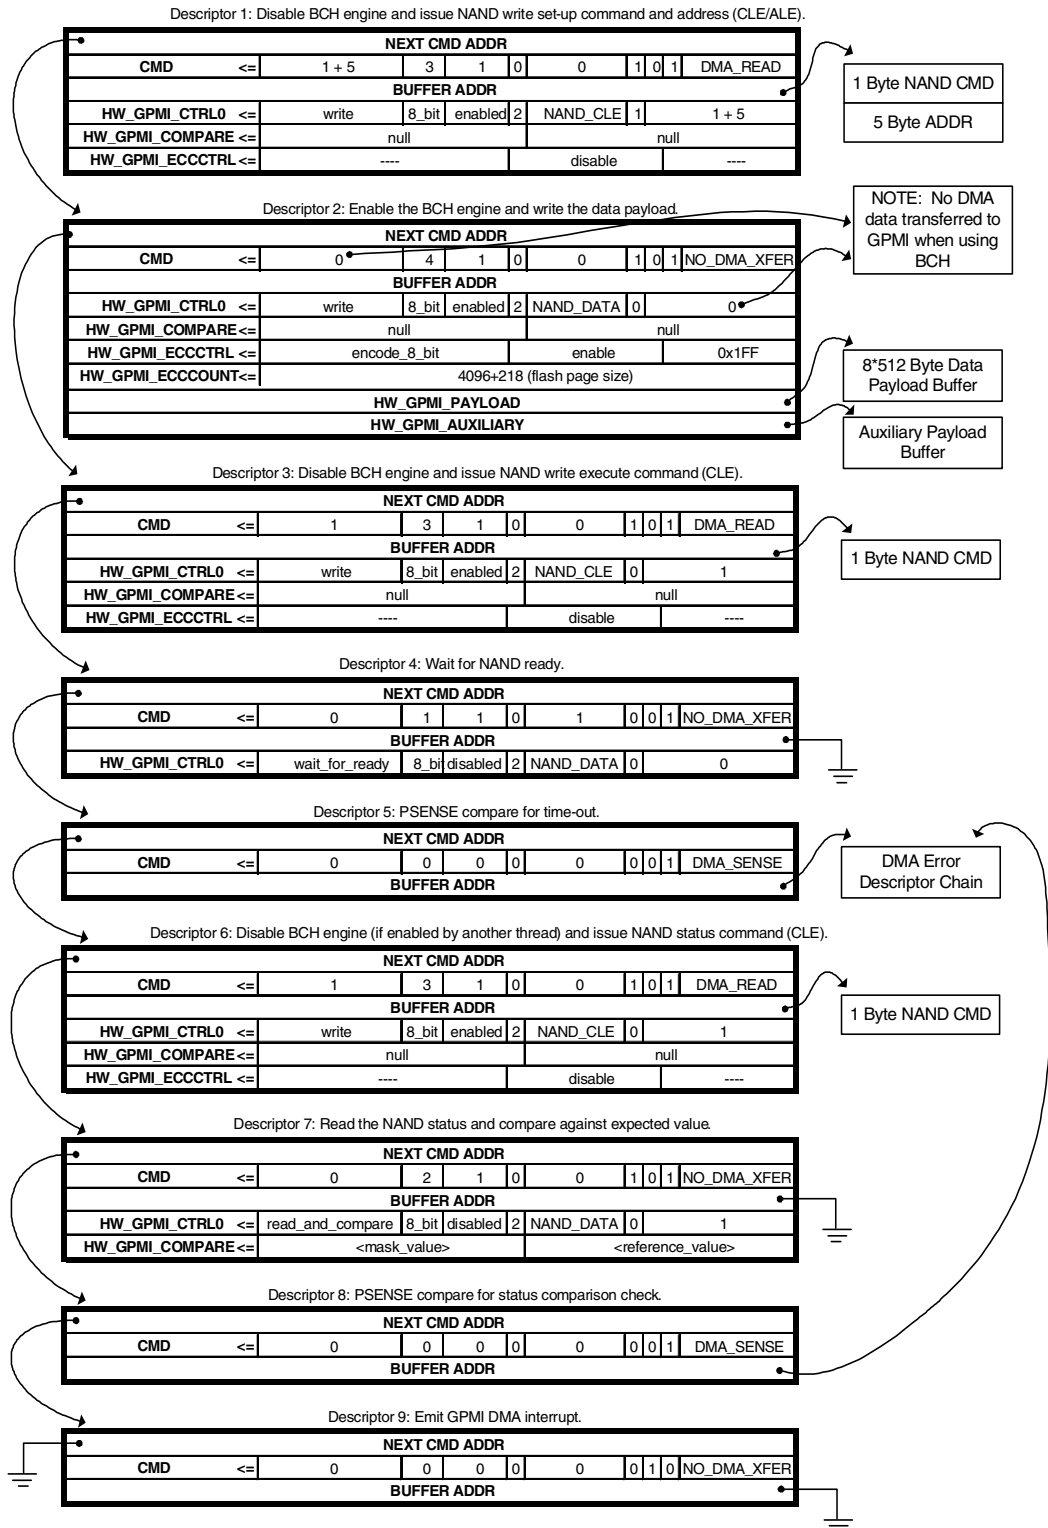 Descriptor 1: Disable BCH engine and issue NAND write set-up command and address (CLE/ALE).
NEXT CMD ADDR
CMD <= 1 + 5 3 1 0 0 1 0 1 DMA_READ
BUFFER ADDR
HW_GPMI_CTRL0 <= write 8_bit enabled 2 NAND_CLE 1 1 + 5
HW_GPMI_COMPARE <= null null
HW_GPMI_ECCCTRL <= ---- disable ----
1 Byte NAND CMD
5 Byte ADDR
Descriptor 2: Enable the BCH engine and write the data payload.
NEXT CMD ADDR
CMD <= 0 4 1 0 0 1 0 1 NO_DMA_XFER
BUFFER ADDR
HW_GPMI_CTRL0 <= write 8_bit enabled 2 NAND_DATA 0 0
HW_GPMI_COMPARE <= null null
HW_GPMI_ECCCTRL <= encode_8_bit enable 0x1FF
HW_GPMI_ECCCOUNT <= 4096+218 (flash page size)
HW_GPMI_PAYLOAD
HW_GPMI_AUXILIARY
NOTE: No DMA
data transferred to
GPMI when using
BCH
8*512 Byte Data
Payload Buffer
Auxiliary Payload
Buffer
Descriptor 3: Disable BCH engine and issue NAND write execute command (CLE).
NEXT CMD ADDR
CMD <= 1 3 1 0 0 1 0 1 DMA_READ
BUFFER ADDR
HW_GPMI_CTRL0 <= write 8_bit enabled 2 NAND_CLE 0 1
HW_GPMI_COMPARE <= null null
HW_GPMI_ECCCTRL <= ---- disable ----
1 Byte NAND CMD
Descriptor 4: Wait for NAND ready.
NEXT CMD ADDR
CMD <= 0 1 1 0 1 0 0 1 NO_DMA_XFER
BUFFER ADDR
HW_GPMI_CTRL0 <= wait_for_ready 8_bit disabled 2 NAND_DATA 0 0
Descriptor 5: PSENSE compare for time-out.
NEXT CMD ADDR
CMD <= 0 0 0 0 0 0 0 1 DMA_SENSE
BUFFER ADDR
DMA Error
Descriptor Chain
Descriptor 6: Disable BCH engine (if enabled by another thread) and issue NAND status command (CLE).
NEXT CMD ADDR
CMD <= 1 3 1 0 0 1 0 1 DMA_READ
BUFFER ADDR
HW_GPMI_CTRL0 <= write 8_bit enabled 2 NAND_CLE 0 1
HW_GPMI_COMPARE <= null null
HW_GPMI_ECCCTRL <= ---- disable ----
1 Byte NAND CMD
Descriptor 7: Read the NAND status and compare against expected value.
NEXT CMD ADDR
CMD <= 0 2 1 0 0 1 0 1 NO_DMA_XFER
BUFFER ADDR
HW_GPMI_CTRL0 <= read_and_compare 8_bit disabled 2 NAND_DATA 0 1
HW_GPMI_COMPARE <= <mask_value> <reference_value>
Descriptor 8: PSENSE compare for status comparison check.
NEXT CMD ADDR
CMD <= 0 0 0 0 0 0 0 1 DMA_SENSE
BUFFER ADDR
Descriptor 9: Emit GPMI DMA interrupt.
NEXT CMD ADDR
CMD <= 0 0 0 0 0 0 1 0 NO_DMA_XFER
BUFFER ADDR